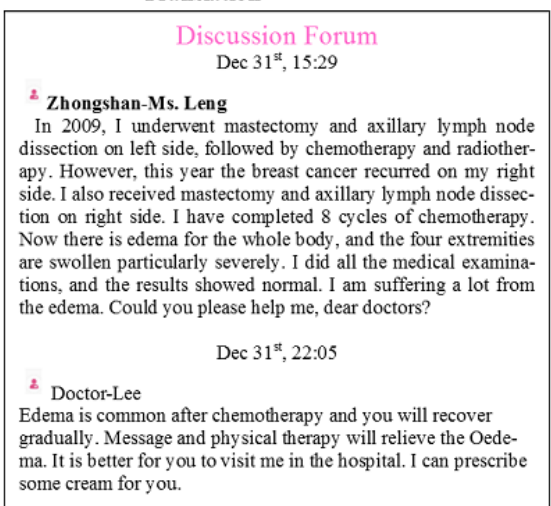 Discussion Forum
Dec 31st, 15:29
Zhongshan-Ms. Leng
In 2009, I underwent mastectomy and axillary lymph node
dissection on left side, followed by chemotherapy and radiother-
apy. However, this year the breast cancer recurred on my right
side. I also received mastectomy and axillary lymph node dissec-
tion on right side. I have completed 8 cycles of chemotherapy.
Now there is edema for the whole body, and the four extremities
are swollen particularly severely. I did all the medical examina-
tions, and the results showed normal. I am suffering a lot from
the edema. Could you please help me, dear doctors?
Dec 31st, 22:05
Doctor-Lee
Edema is common after chemotherapy and you will recover
gradually. Message and physical therapy will relieve the Oede-
ma. It is better for you to visit me in the hospital. I can prescribe
some cream for you.